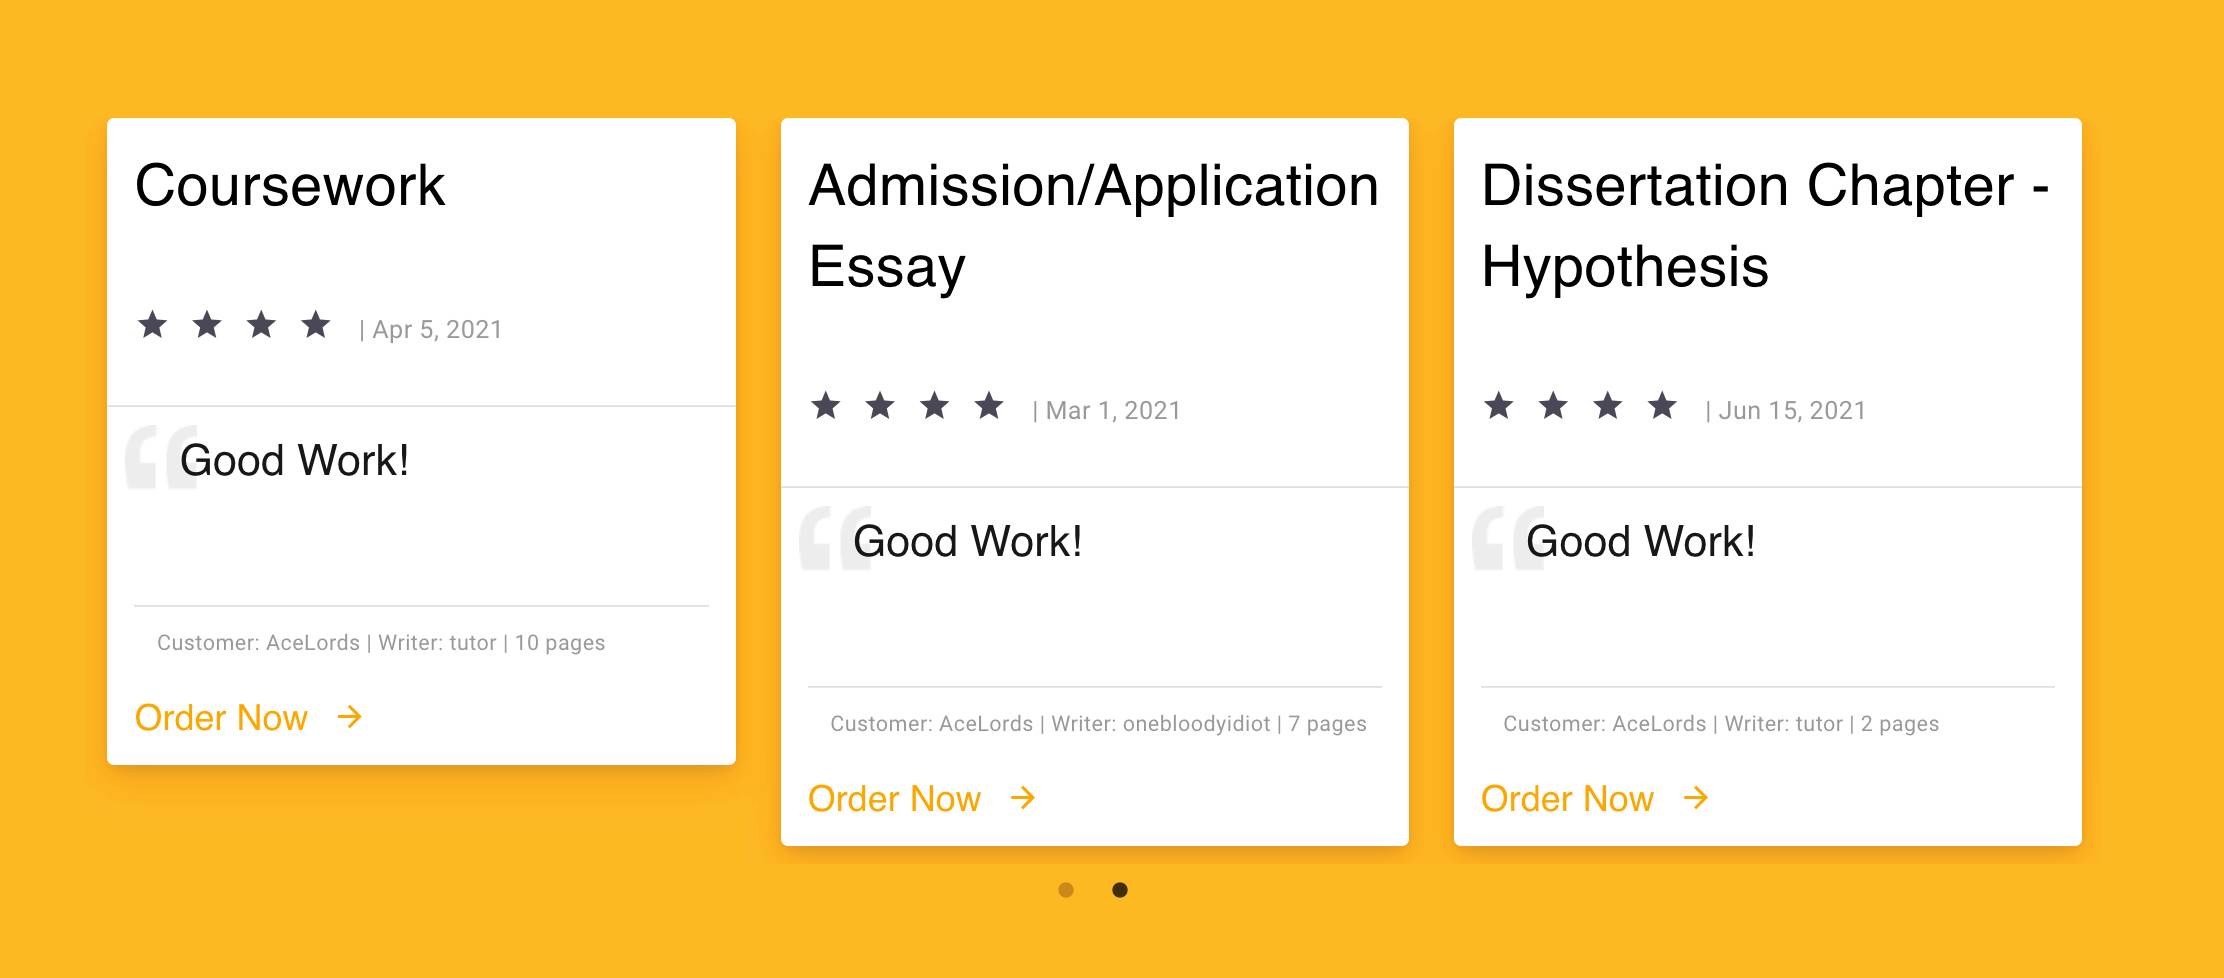 Coursework
| Apr 5, 2021
Good Work!
Customer: AceLords | Writer: tutor | 10 pages
Order Now
Admission/Application
Essay
| Mar 1, 2021
Good Work!
Customer: AceLords | Writer: onebloodyidiot | 7 pages
Order Now
Dissertation Chapter -
Hypothesis
| Jun 15, 2021
Good Work!
Customer: AceLords | Writer: tutor | 2 pages
Order Now